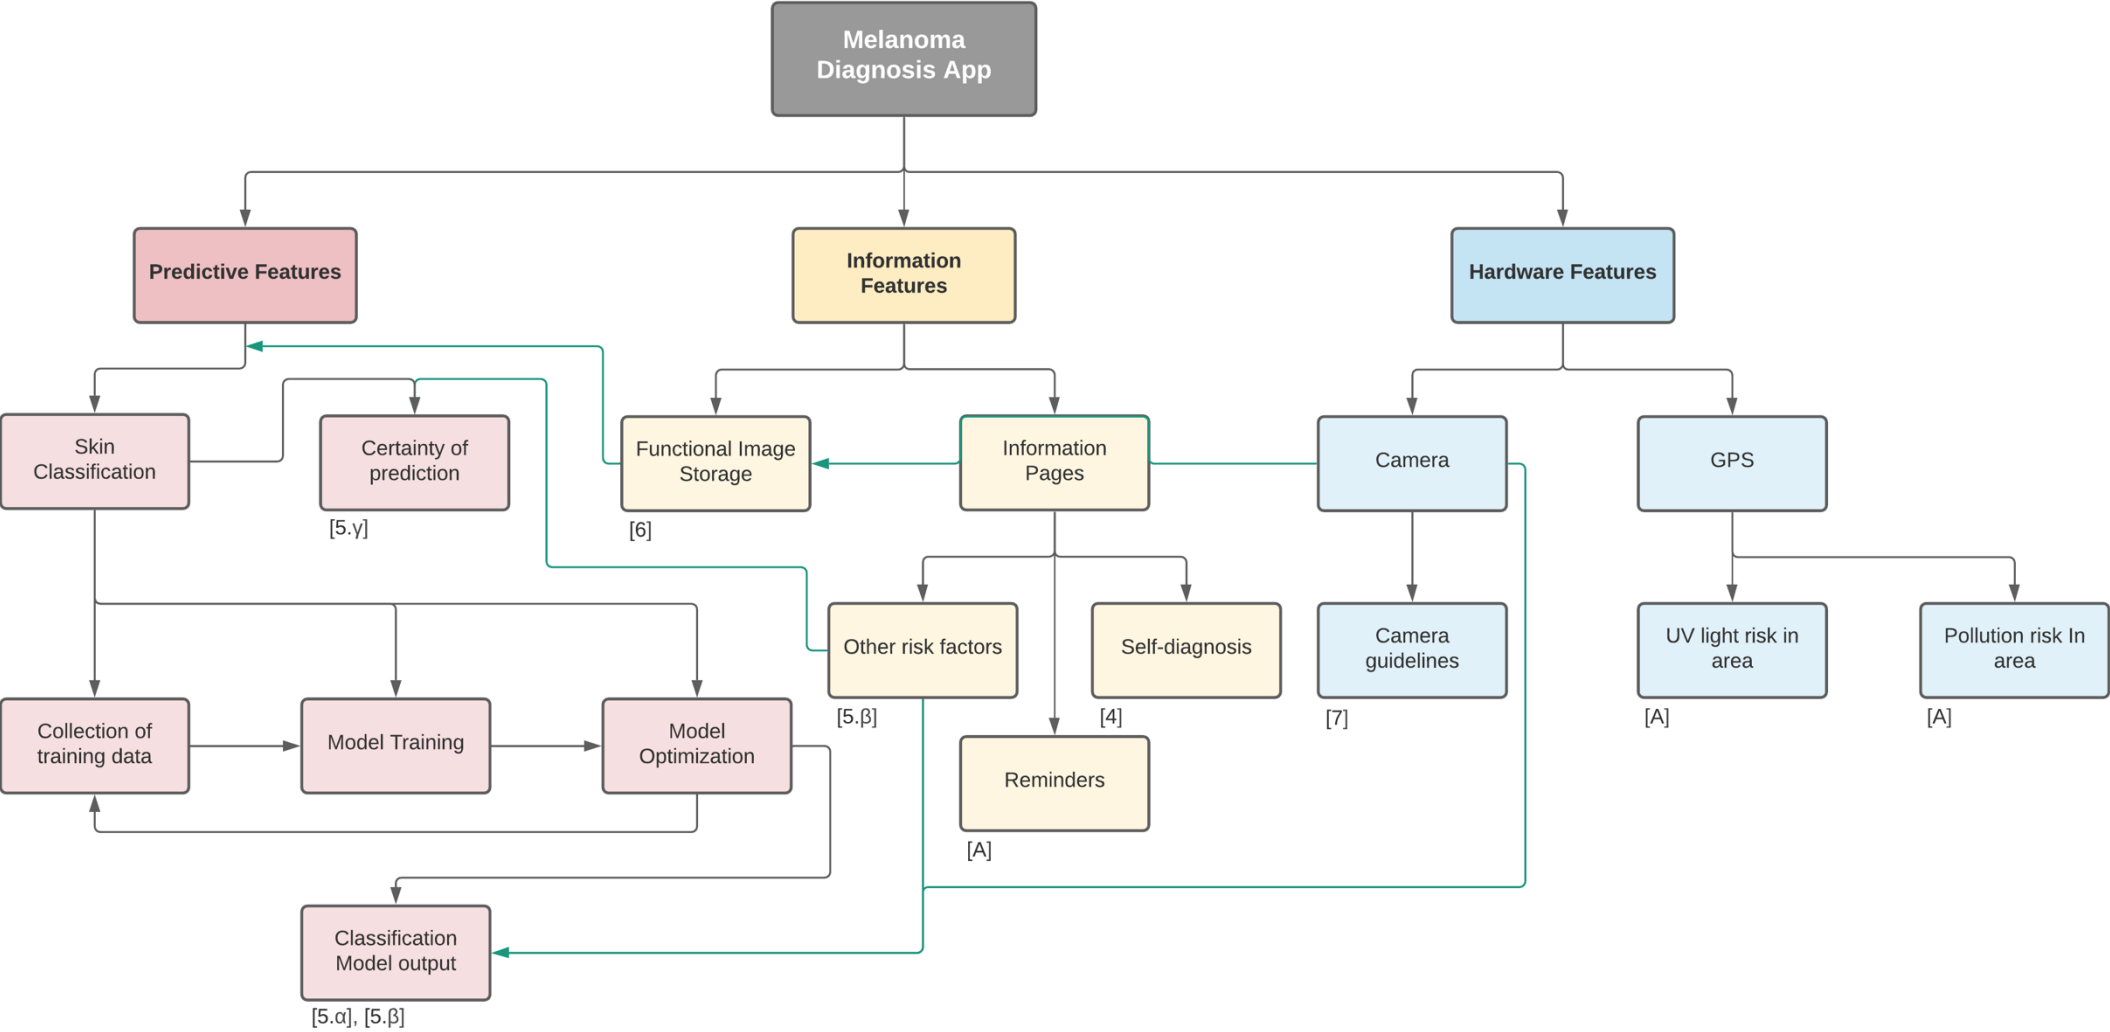 Melanoma
Diagnosis App
Predictive Features
Information
Features
Hardware Features
Skin
Classification
Certainty of
prediction
[5.γ]
Functional Image
Storage
[6]
Information
Pages
Camera
GPS
Other risk factors
[5.β]
Self-diagnosis
[4]
Camera
guidelines
[7]
UV light risk in
area
[A]
Pollution risk In
area
[A]
Collection of
training data
Model Training
Model
Optimization
Reminders
[A]
Classification
Model output
[5.α], [5.β]